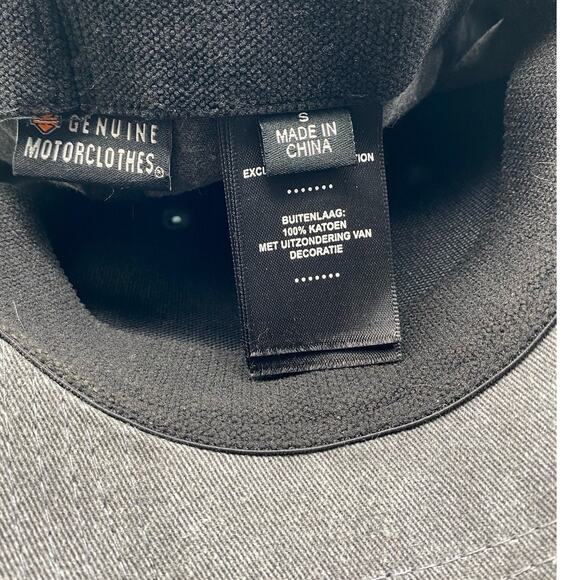 GENUINE
MOTORCLOTHES
S
MADE IN
CHINA
BUITENLAAG:
100% KATOEN
MET UITZONDERING VAN
DECORATIE